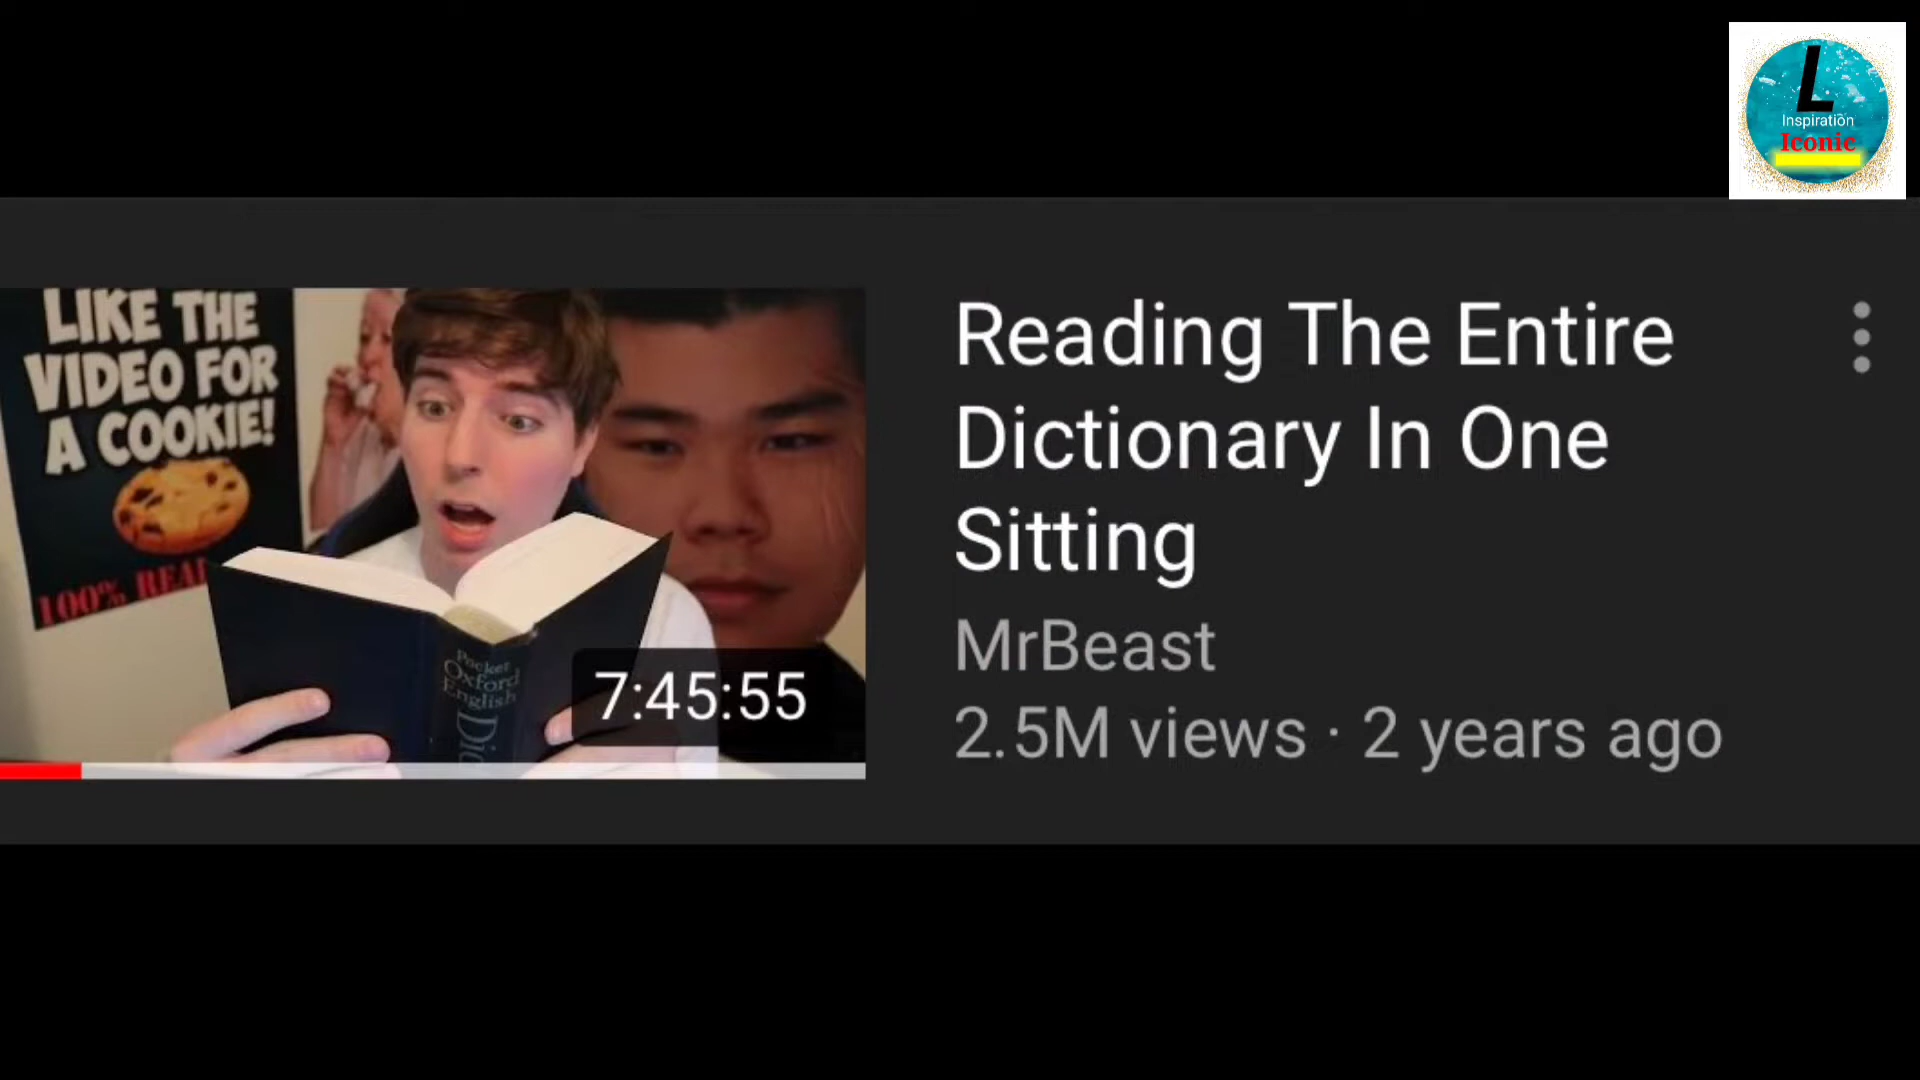 L
Inspiration
Iconic
LIKE THE
VIDEO FOR
A COOKIE!
100% REAL
Pocket
Oxford
English
Dic
7:45:55
Reading The Entire
Dictionary In One
Sitting
MrBeast
2.5M views · 2 years ago